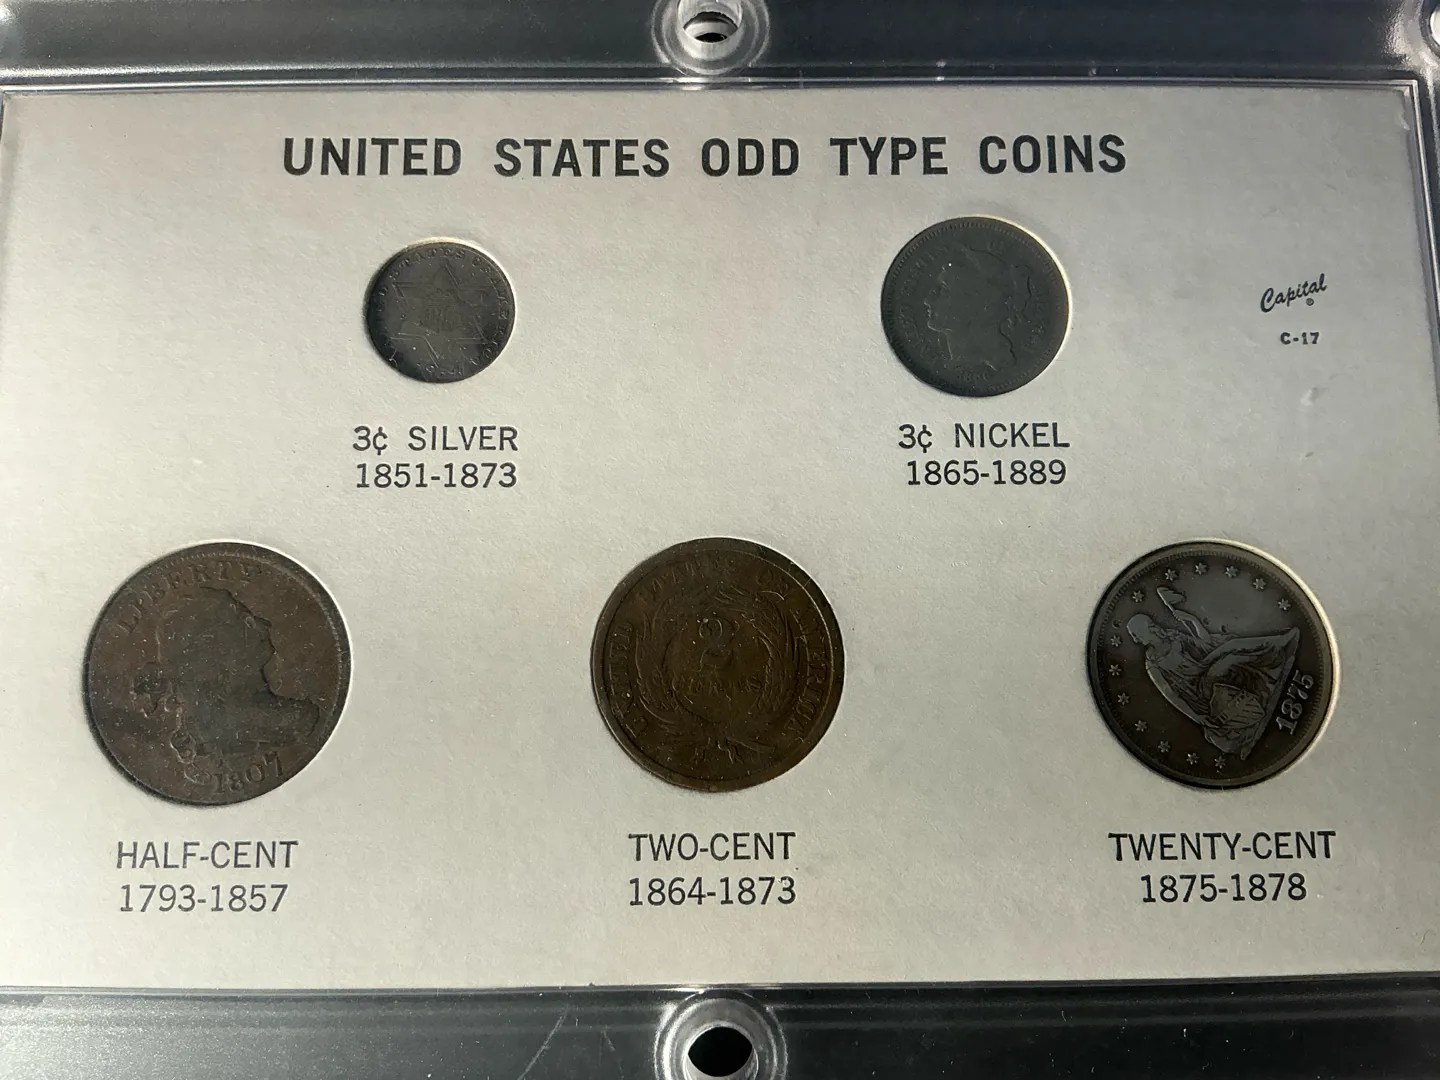 UNITED STATES ODD TYPE COINS
Capital
®
C-17
3¢ SILVER
1851-1873
3¢ NICKEL
1865-1889
LIBERTY
1807
HALF-CENT
1793-1857
2
TWO-CENT
1864-1873
1875
TWENTY-CENT
1875-1878